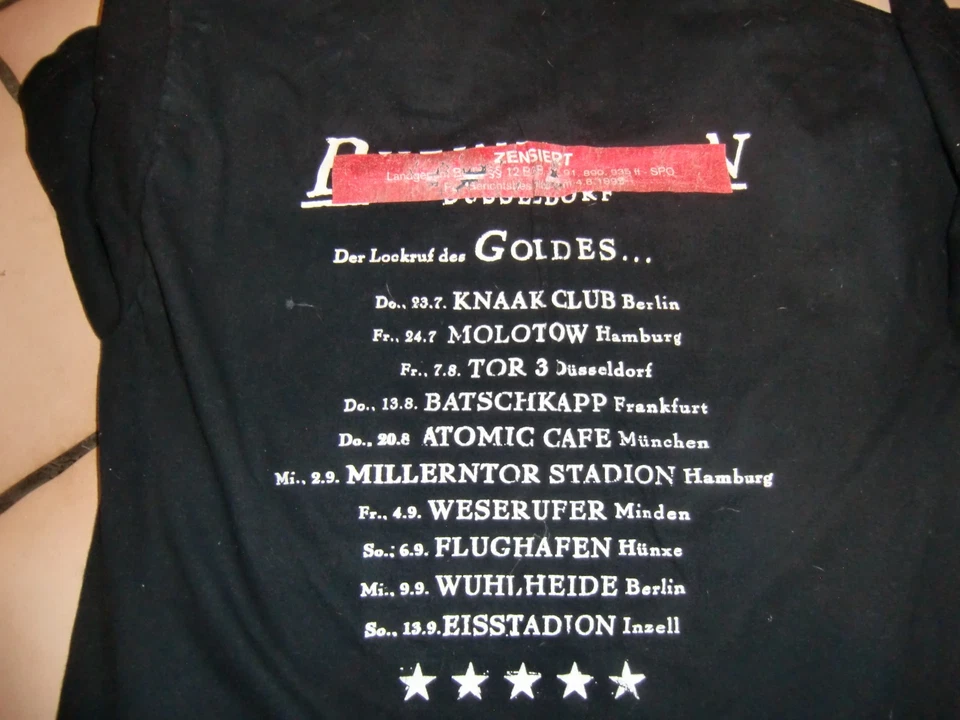 ZENSIERT
DÜSSELDORF
Der Lockruf des GOLDES...
Do., 23.7. KNAAK CLUB Berlin
Fr., 24.7 MOLOTOW Hamburg
Fr., 7.8. TOR 3 Düsseldorf
Do., 13.8. BATSCHKAPP Frankfurt
Do., 20.8 ATOMIC CAFE München
Mi., 2.9. MILLERNTOR STADION Hamburg
Fr., 4.9. WESERUFER Minden
So.; 6.9. FLUGHAFEN Hünxe
Mi., 9.9. WUHLHEIDE Berlin
So., 13.9. EISSTADION Inzell